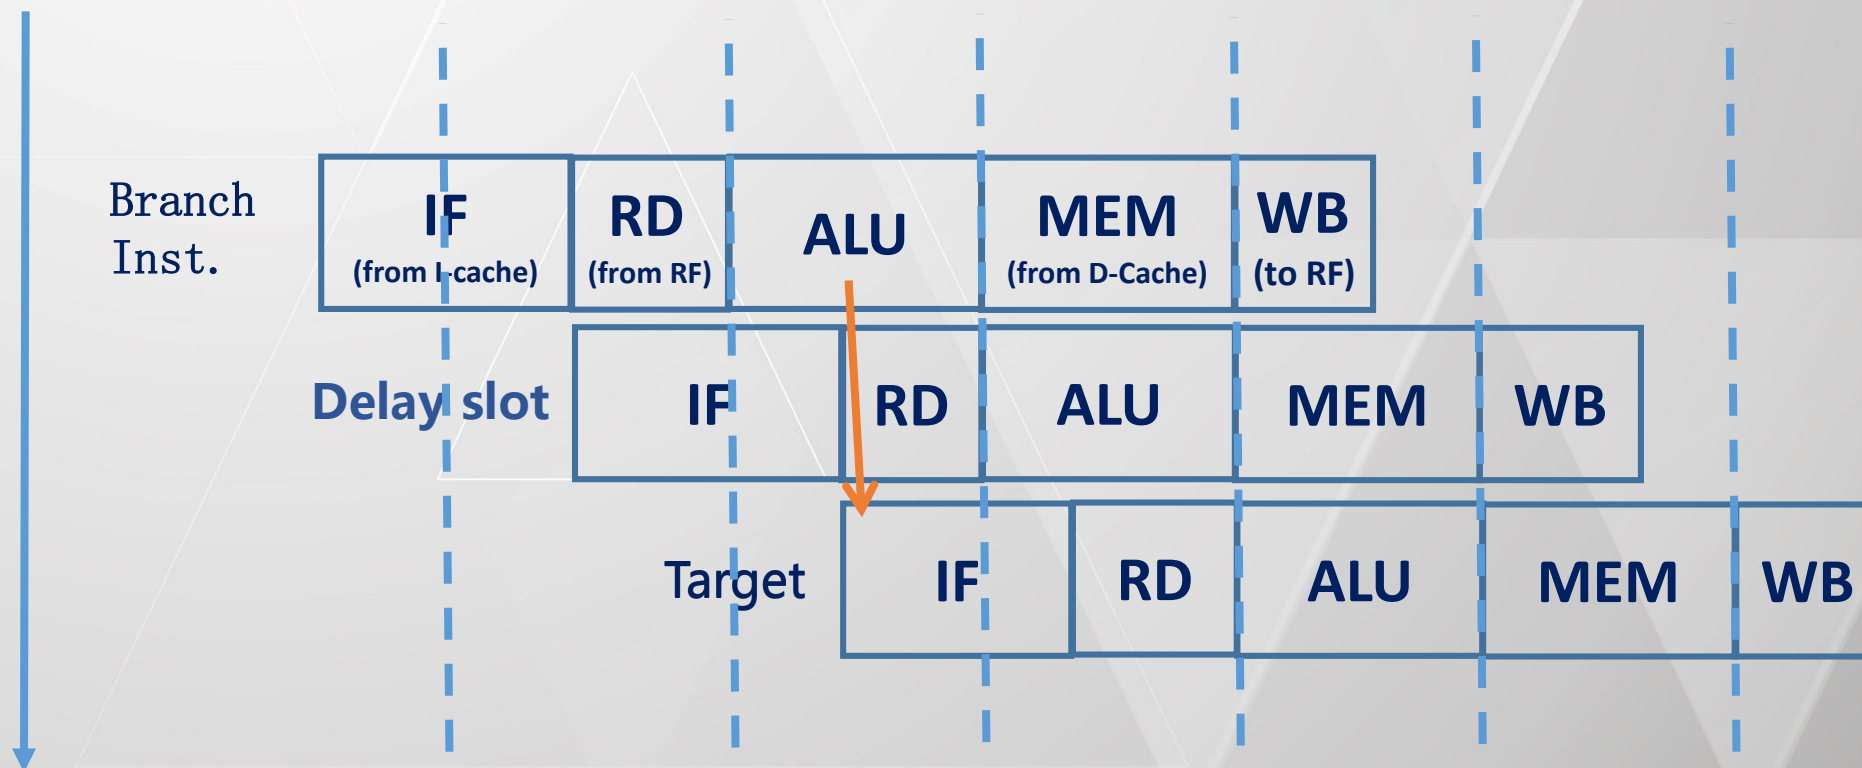 Branch
Inst.
IF
(from I-cache)
RD
(from RF)
ALU
MEM
(from D-Cache)
WB
(to RF)
Delay slot
IF
RD
ALU
MEM
WB
Target
IF
RD
ALU
MEM
WB